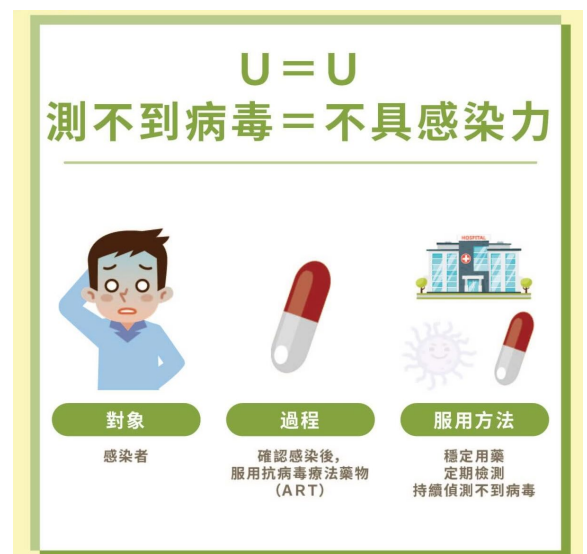 U＝U
測不到病毒＝不具感染力
HOSPITAL
對象
感染者
過程
確認感染後，
服用抗病毒療法藥物
（ART）
服用方法
穩定用藥
定期檢測
持續偵測不到病毒